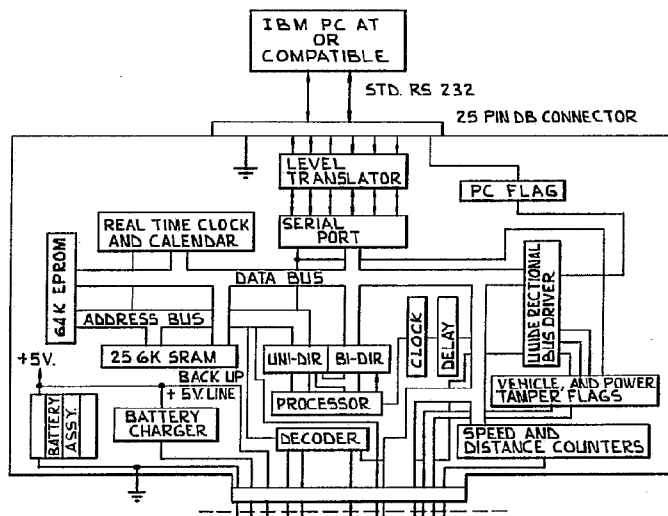 IBM PC AT
OR
COMPATIBLE
STD. RS 232
25 PIN DB CONNECTOR
LEVEL
TRANSLATOR
PC FLAG
REAL TIME CLOCK
AND CALENDAR
SERIAL
PORT
64K EPROM
DATA BUS
BUS DRIVER
ADDRESS BUS
256K SRAM
UNI-DIR
BI-DIR
CLOCK
DELAY
+5V.
BACK UP
+ 5V. LINE
PROCESSOR
VEHICLE, AND POWER
TAMPER FLAGS
BATTERY
ASSY.
BATTERY
CHARGER
DECODER
SPEED AND
DISTANCE COUNTERS